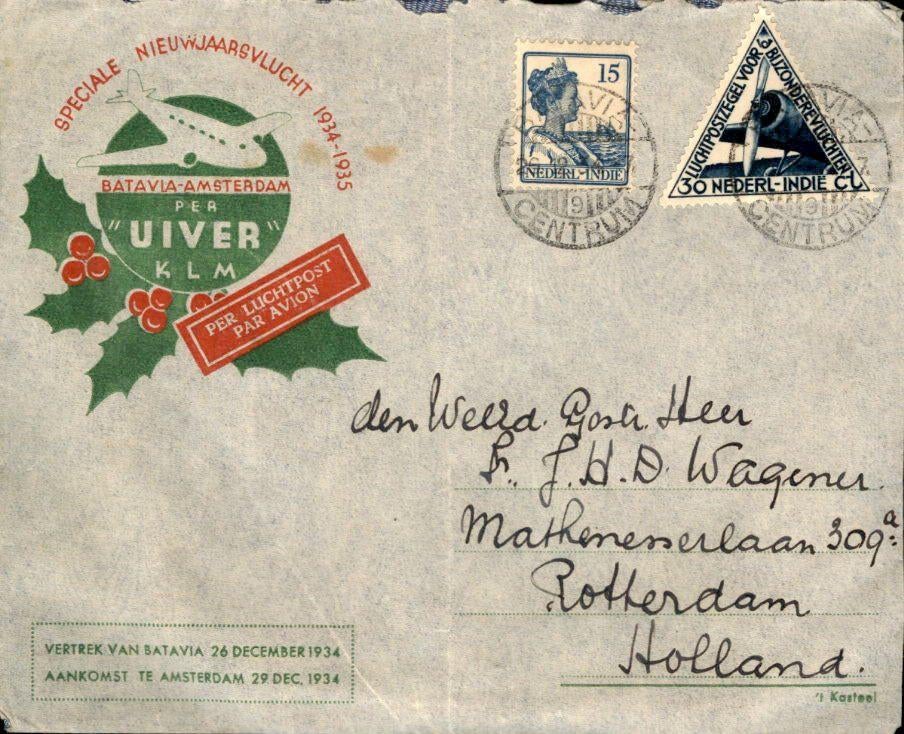 SPECIALE NIEUWJAARSVLUCHT 1934-1935
BATAVIA-AMSTERDAM
PER
"UIVER"
KLM
PER LUCHTPOST
PAR AVION
15
NEDERL-INDIE
LUCHTPOSTZEGEL VOOR BIJZONDERE VLUCHTEN
30 NEDERL-INDIE CT
CENTRUM
CENTRUM
den Weled. Gestr. Heer
J. H. D. Wagener.
Mathenesserlaan 309a
Rotterdam
Holland.
VERTREK VAN BATAVIA 26 DECEMBER 1934
AANKOMST TE AMSTERDAM 29 DEC. 1934
't Kasteel